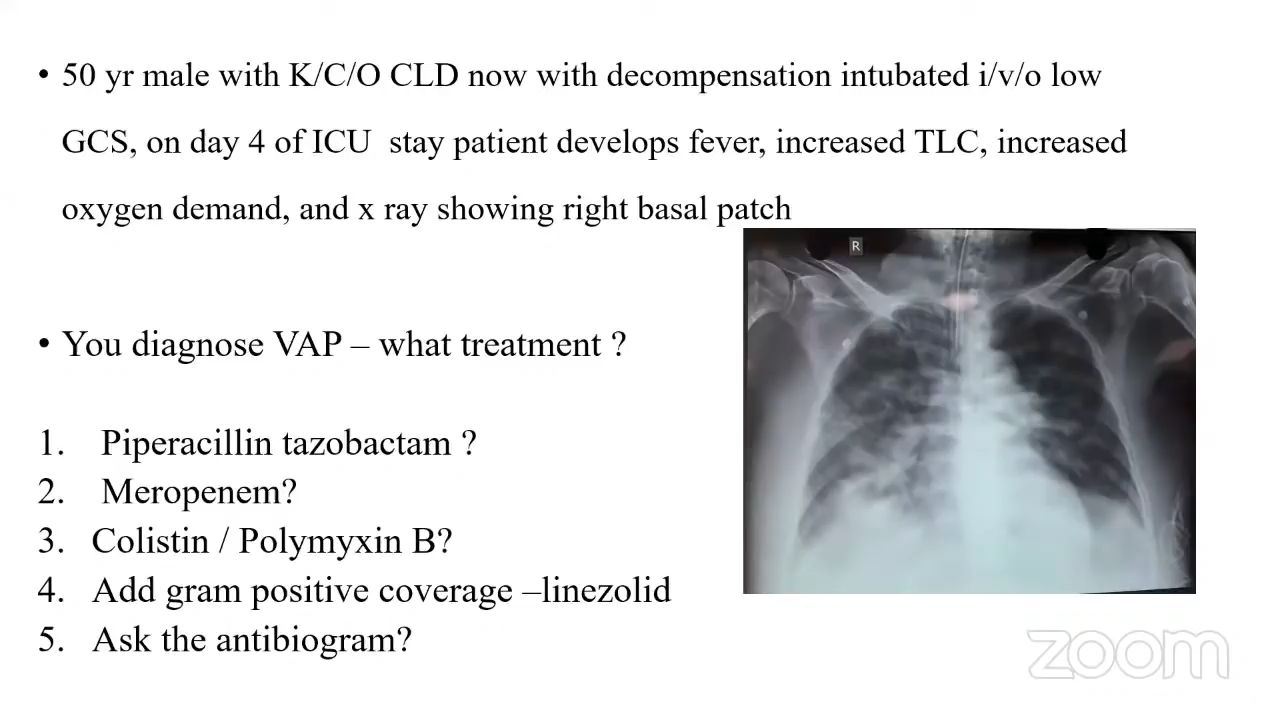 • 50 yr male with K/C/O CLD now with decompensation intubated i/v/o low
GCS, on day 4 of ICU stay patient develops fever, increased TLC, increased
oxygen demand, and x ray showing right basal patch
R
• You diagnose VAP – what treatment ?
1. Piperacillin tazobactam ?
2. Meropenem?
3. Colistin / Polymyxin B?
4. Add gram positive coverage –linezolid
5. Ask the antibiogram?
zoom